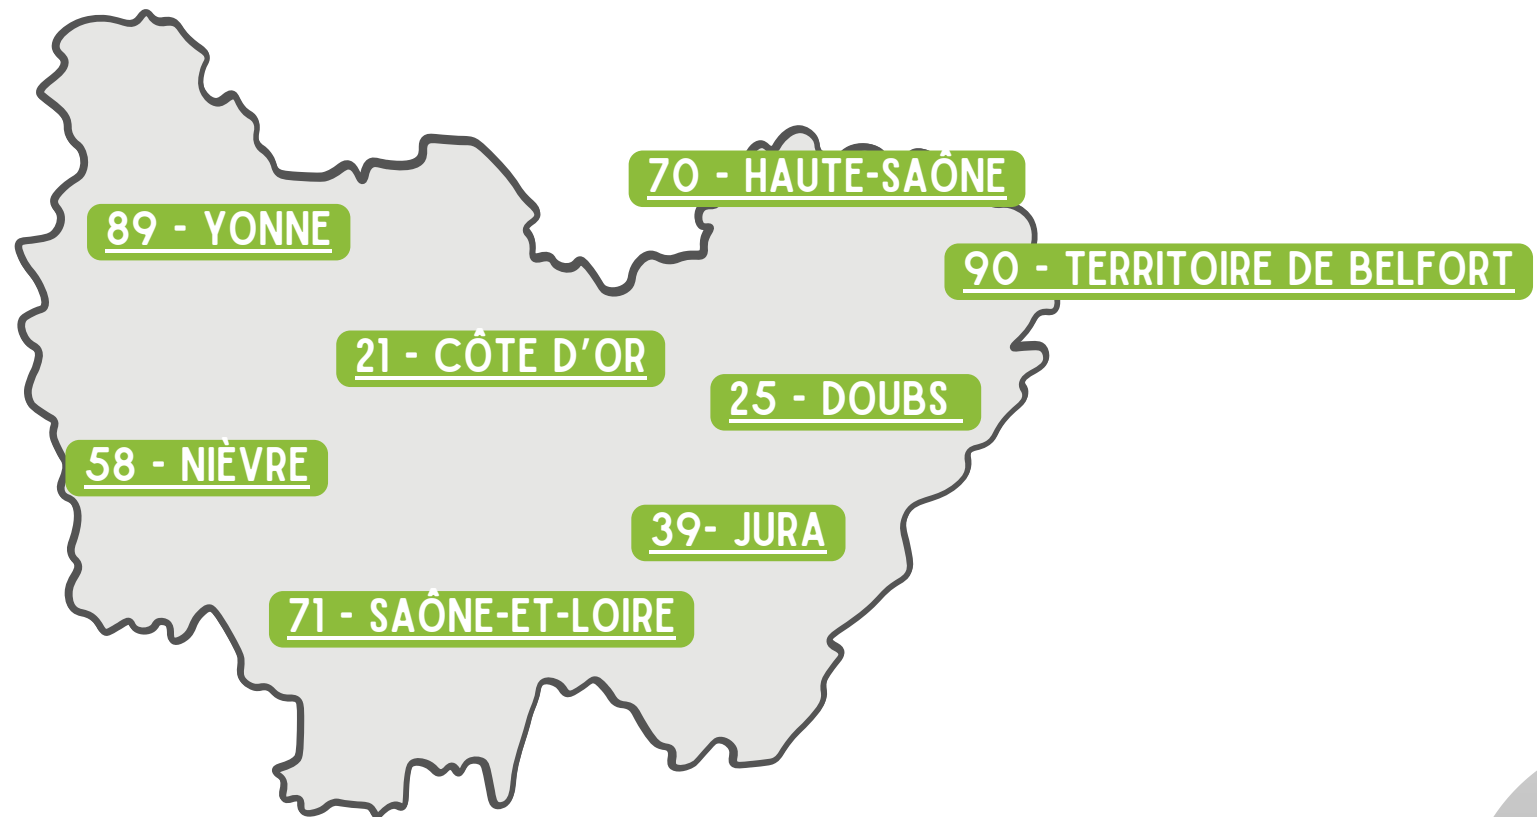 70 - HAUTE-SAÔNE
89 - YONNE
90 - TERRITOIRE DE BELFORT
21 - CÔTE D'OR
25 - DOUBS
58 - NIÈVRE
39- JURA
71 - SAÔNE-ET-LOIRE